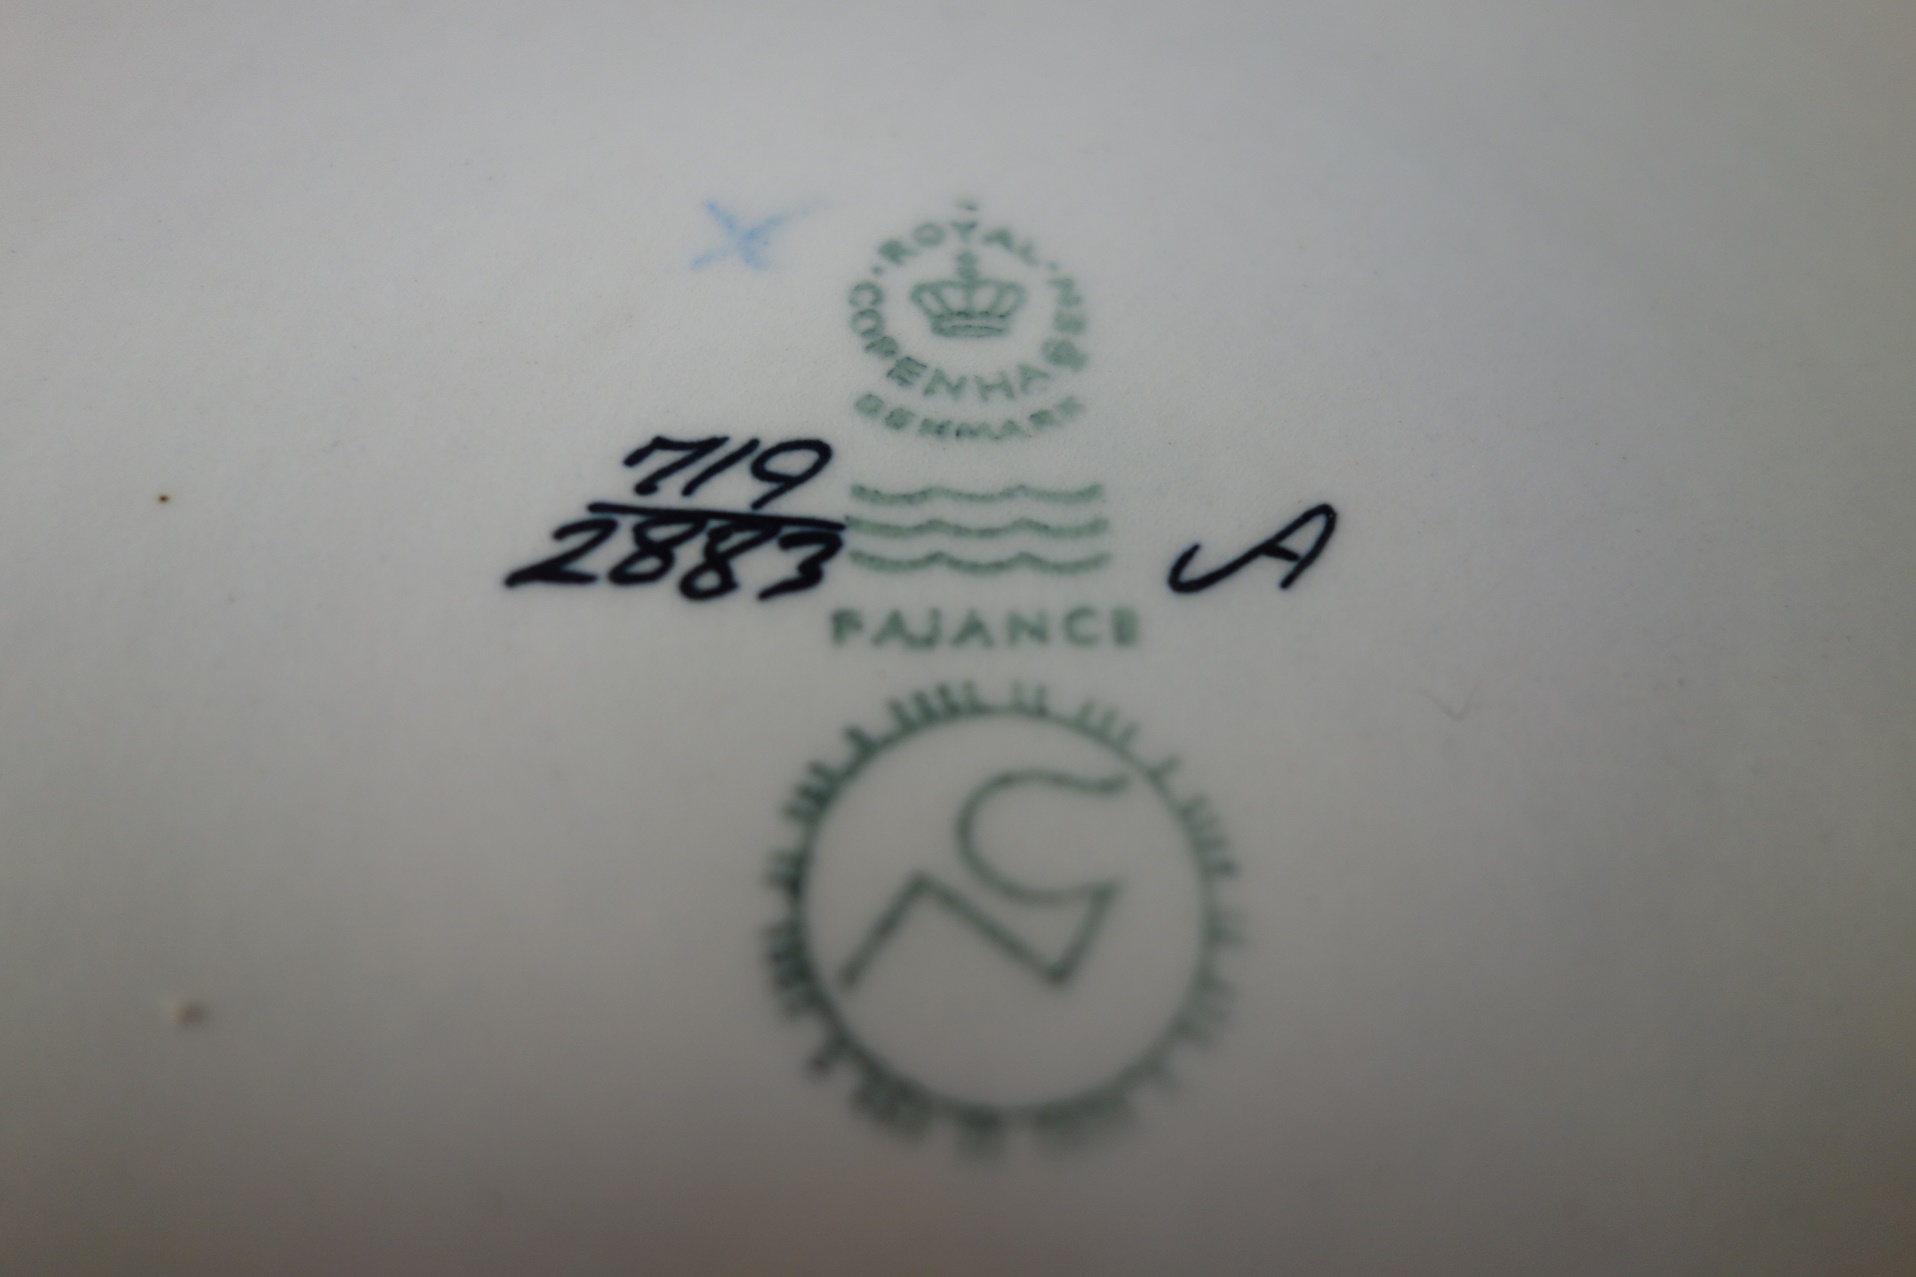 ROYAL
COPENHAGEN
DENMARK
719
2883
A
FAJANCE